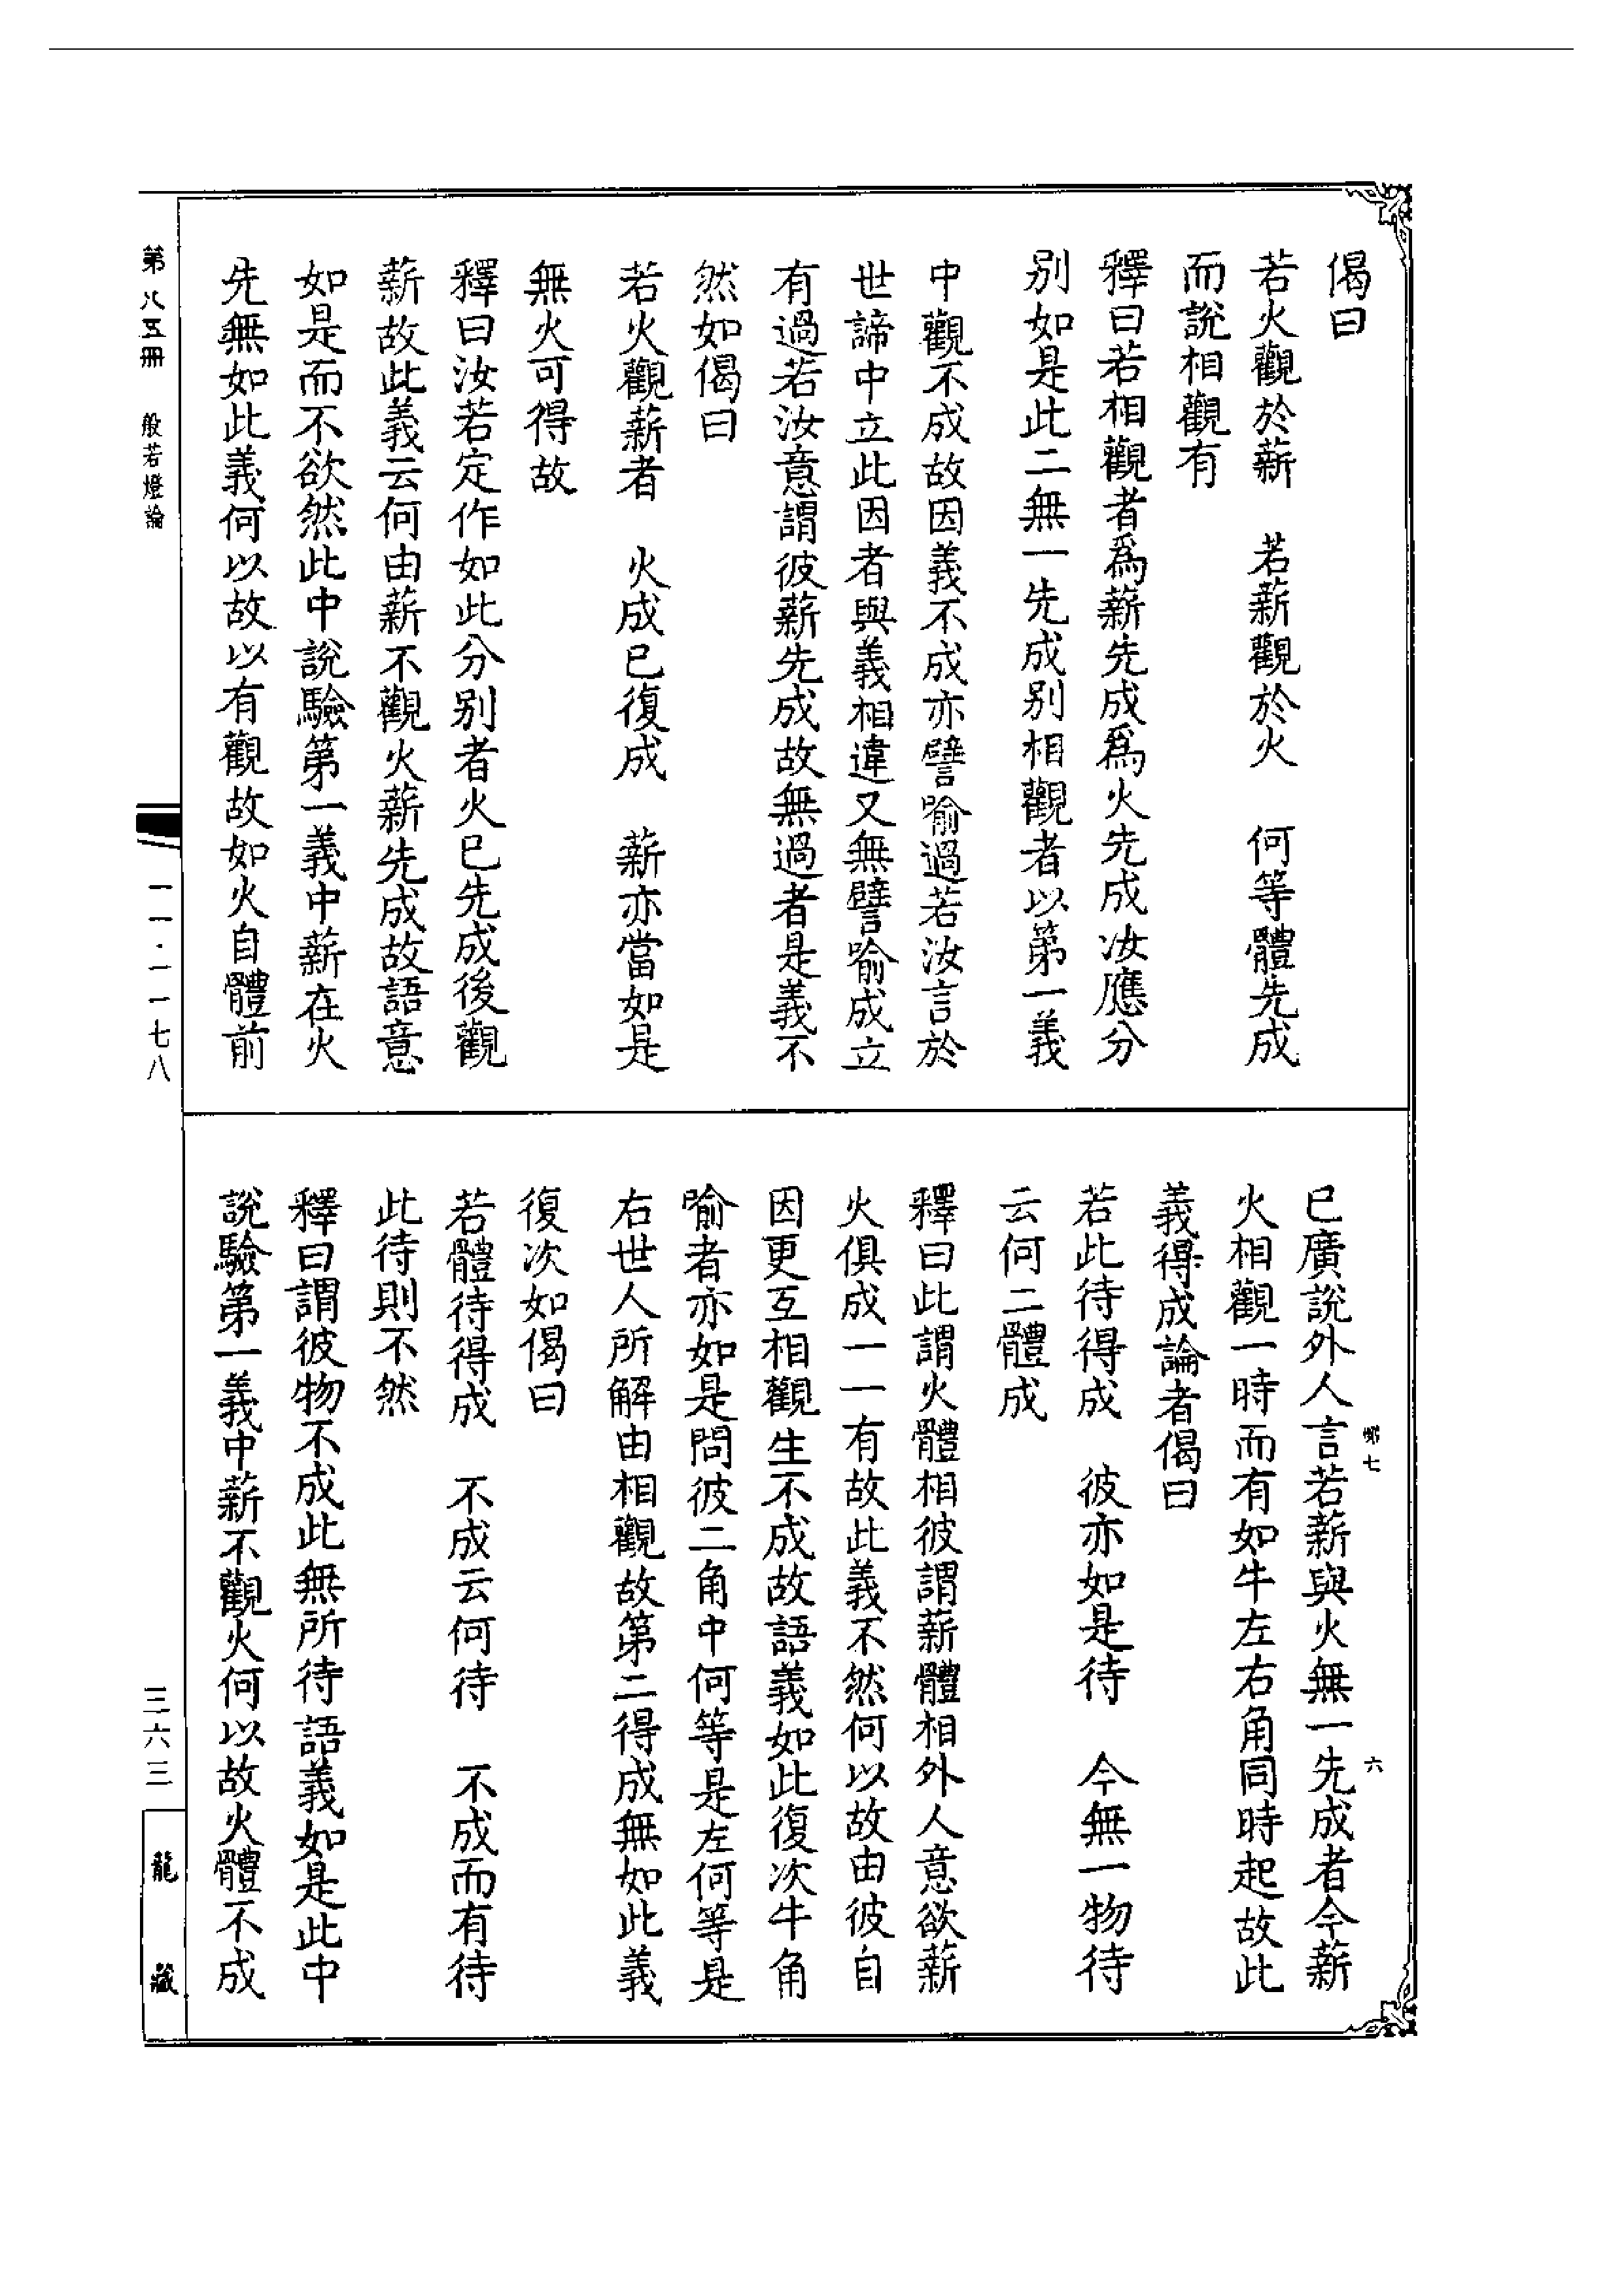 偈曰
若火觀於薪　若薪觀於火　何等體先成
而說相觀有
釋曰若相觀者爲薪先成爲火先成汝應分
別如是此二無一先成別相觀者以第一義
中觀不成故因義不成亦譬喻過若汝言於
世諦中立此因者與義相違又無譬喻成立
有過若汝意謂彼薪先成故無過者是義不
然如偈曰
若火觀薪者　火成已復成　薪亦當如是
無火可得故
釋曰汝若定作如此分別者火已先成後觀
薪故此義云何由薪不觀火薪先成故語意
如是而不欲然此中說驗第一義中薪在火
先無如此義何以故以有觀故如火自體前
已廣說外人言若薪與火無一先成者今薪
火相觀一時而有如牛左右角同時起故此
義得成論者偈曰
若此待得成　彼亦如是待　今無一物待
云何二體成
釋曰此謂火體相彼謂薪體相外人意欲薪
火俱成一一有故此義不然何以故由彼自
因更互相觀生不成故語義如此復次牛角
喻者亦如是問彼二角中何等是左何等是
右世人所解由相觀故第二得成無如此義
復次如偈曰
若體待得成　不成云何待　不成而有待
此待則不然
釋曰謂彼物不成此無所待語義如是此中
說驗第一義中薪不觀火何以故火體不成
第八五冊　般若燈論
一一·一一七八
三六三
龍藏
七
六